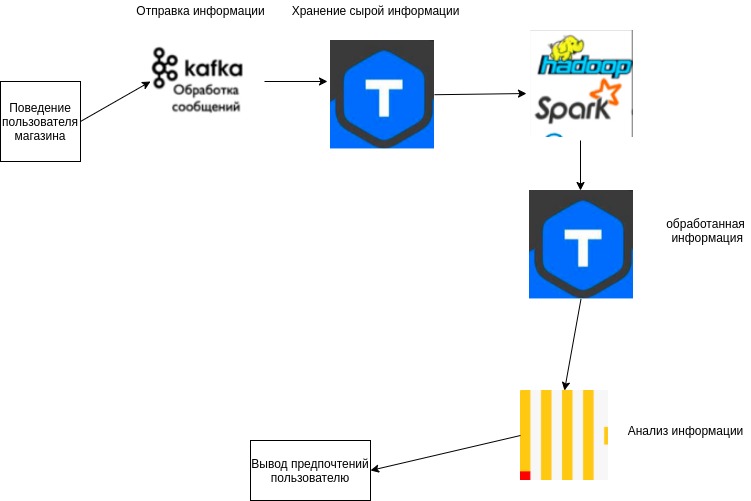 Отправка информации
Хранение сырой информации
kafka
Обработка
сообщений
T
hadoop
Spark
Поведение
пользователя
магазина
T
обработанная
информация
Анализ информации
Вывод предпочтений
пользователю